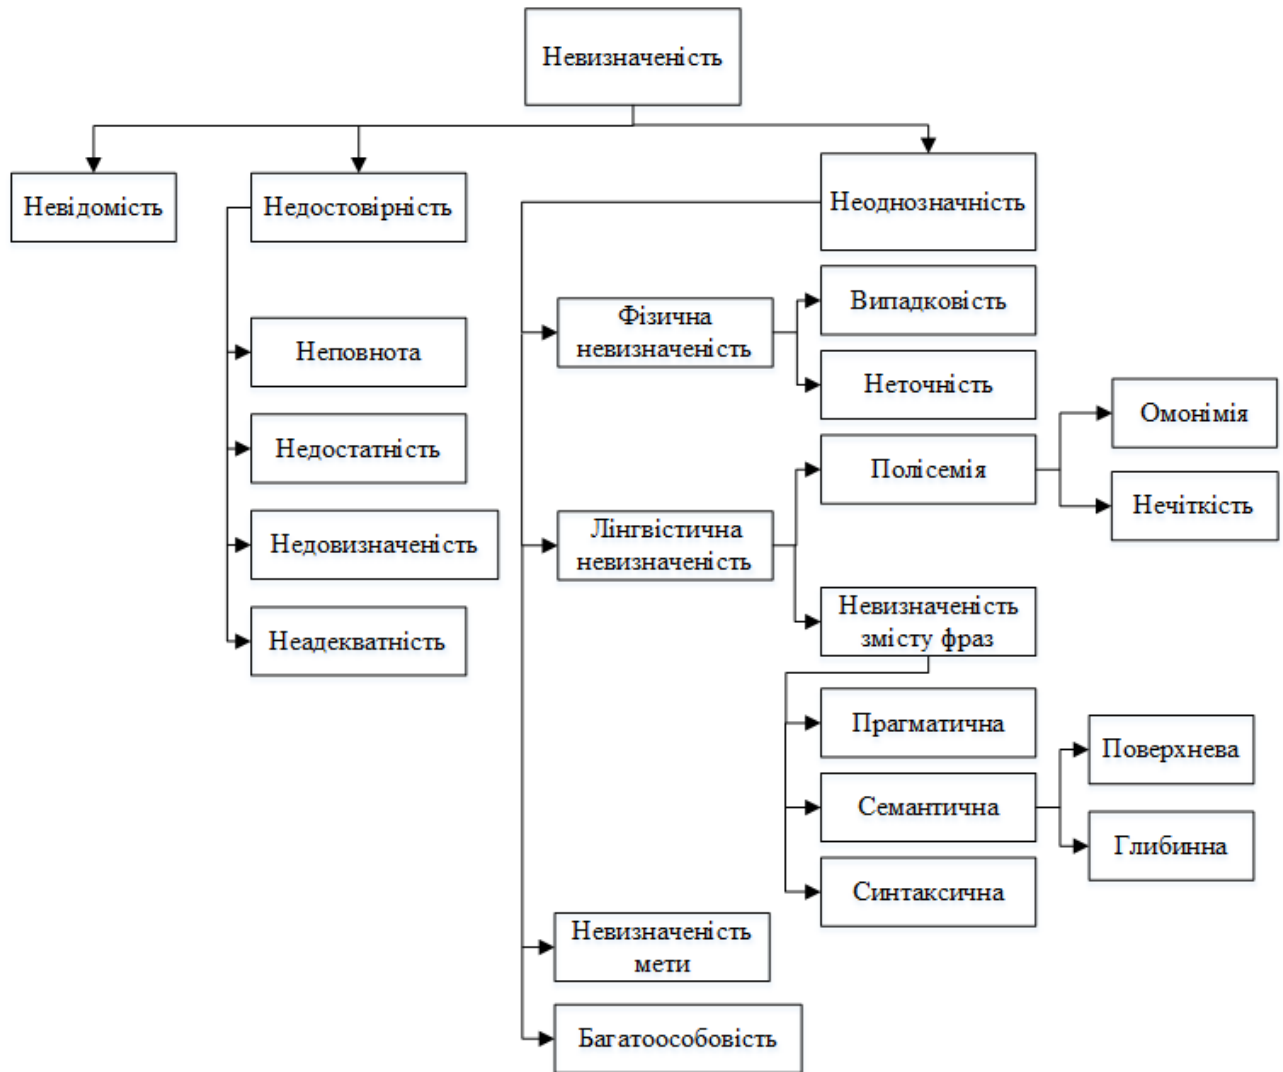 Невизначеність
Невідомість
Недостовірність
Неоднозначність
Неповнота
Недостатність
Недовизначеність
Неадекватність
Фізична
невизначеність
Випадковість
Неточність
Лінгвістична
невизначеність
Полісемія
Омонімія
Нечіткість
Невизначеність
змісту фраз
Прагматична
Семантична
Синтаксична
Поверхнева
Глибинна
Невизначеність
мети
Багатоособовість